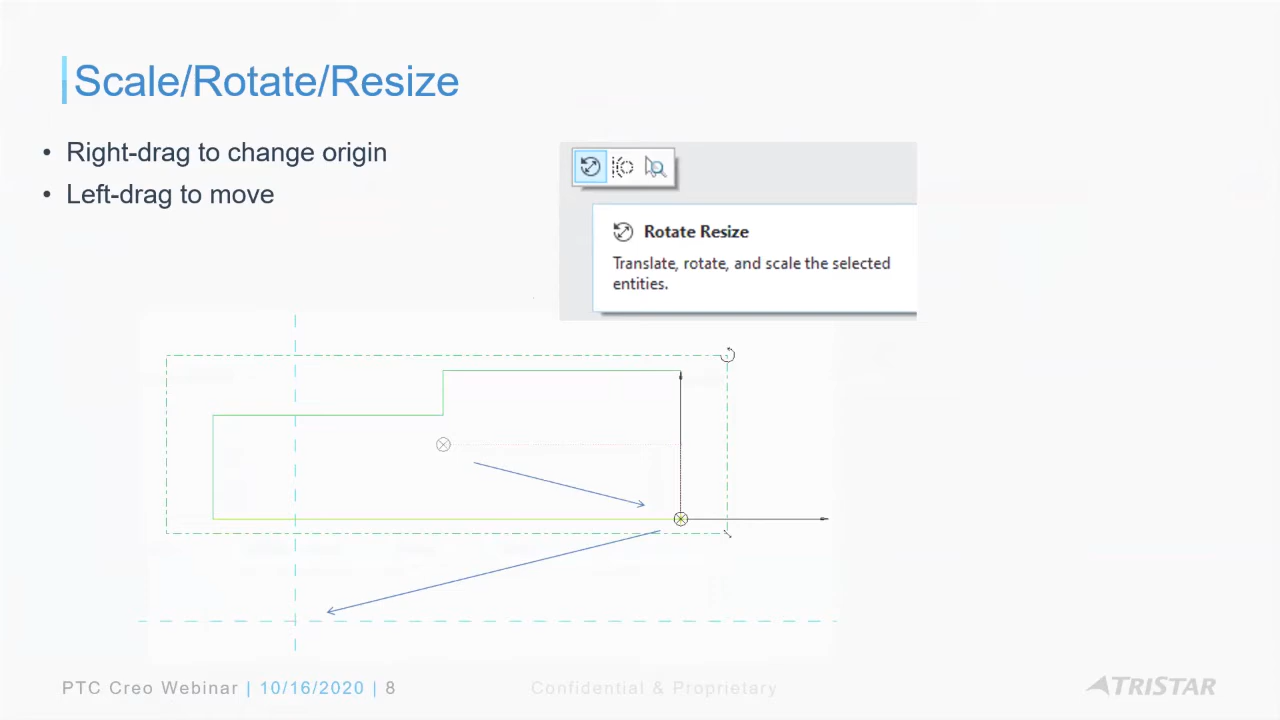 Scale/Rotate/Resize
• Right-drag to change origin
• Left-drag to move
Rotate Resize
Translate, rotate, and scale the selected
entities.
PTC Creo Webinar | 10/16/2020 | 8
Confidential & Proprietary
TRISTAR